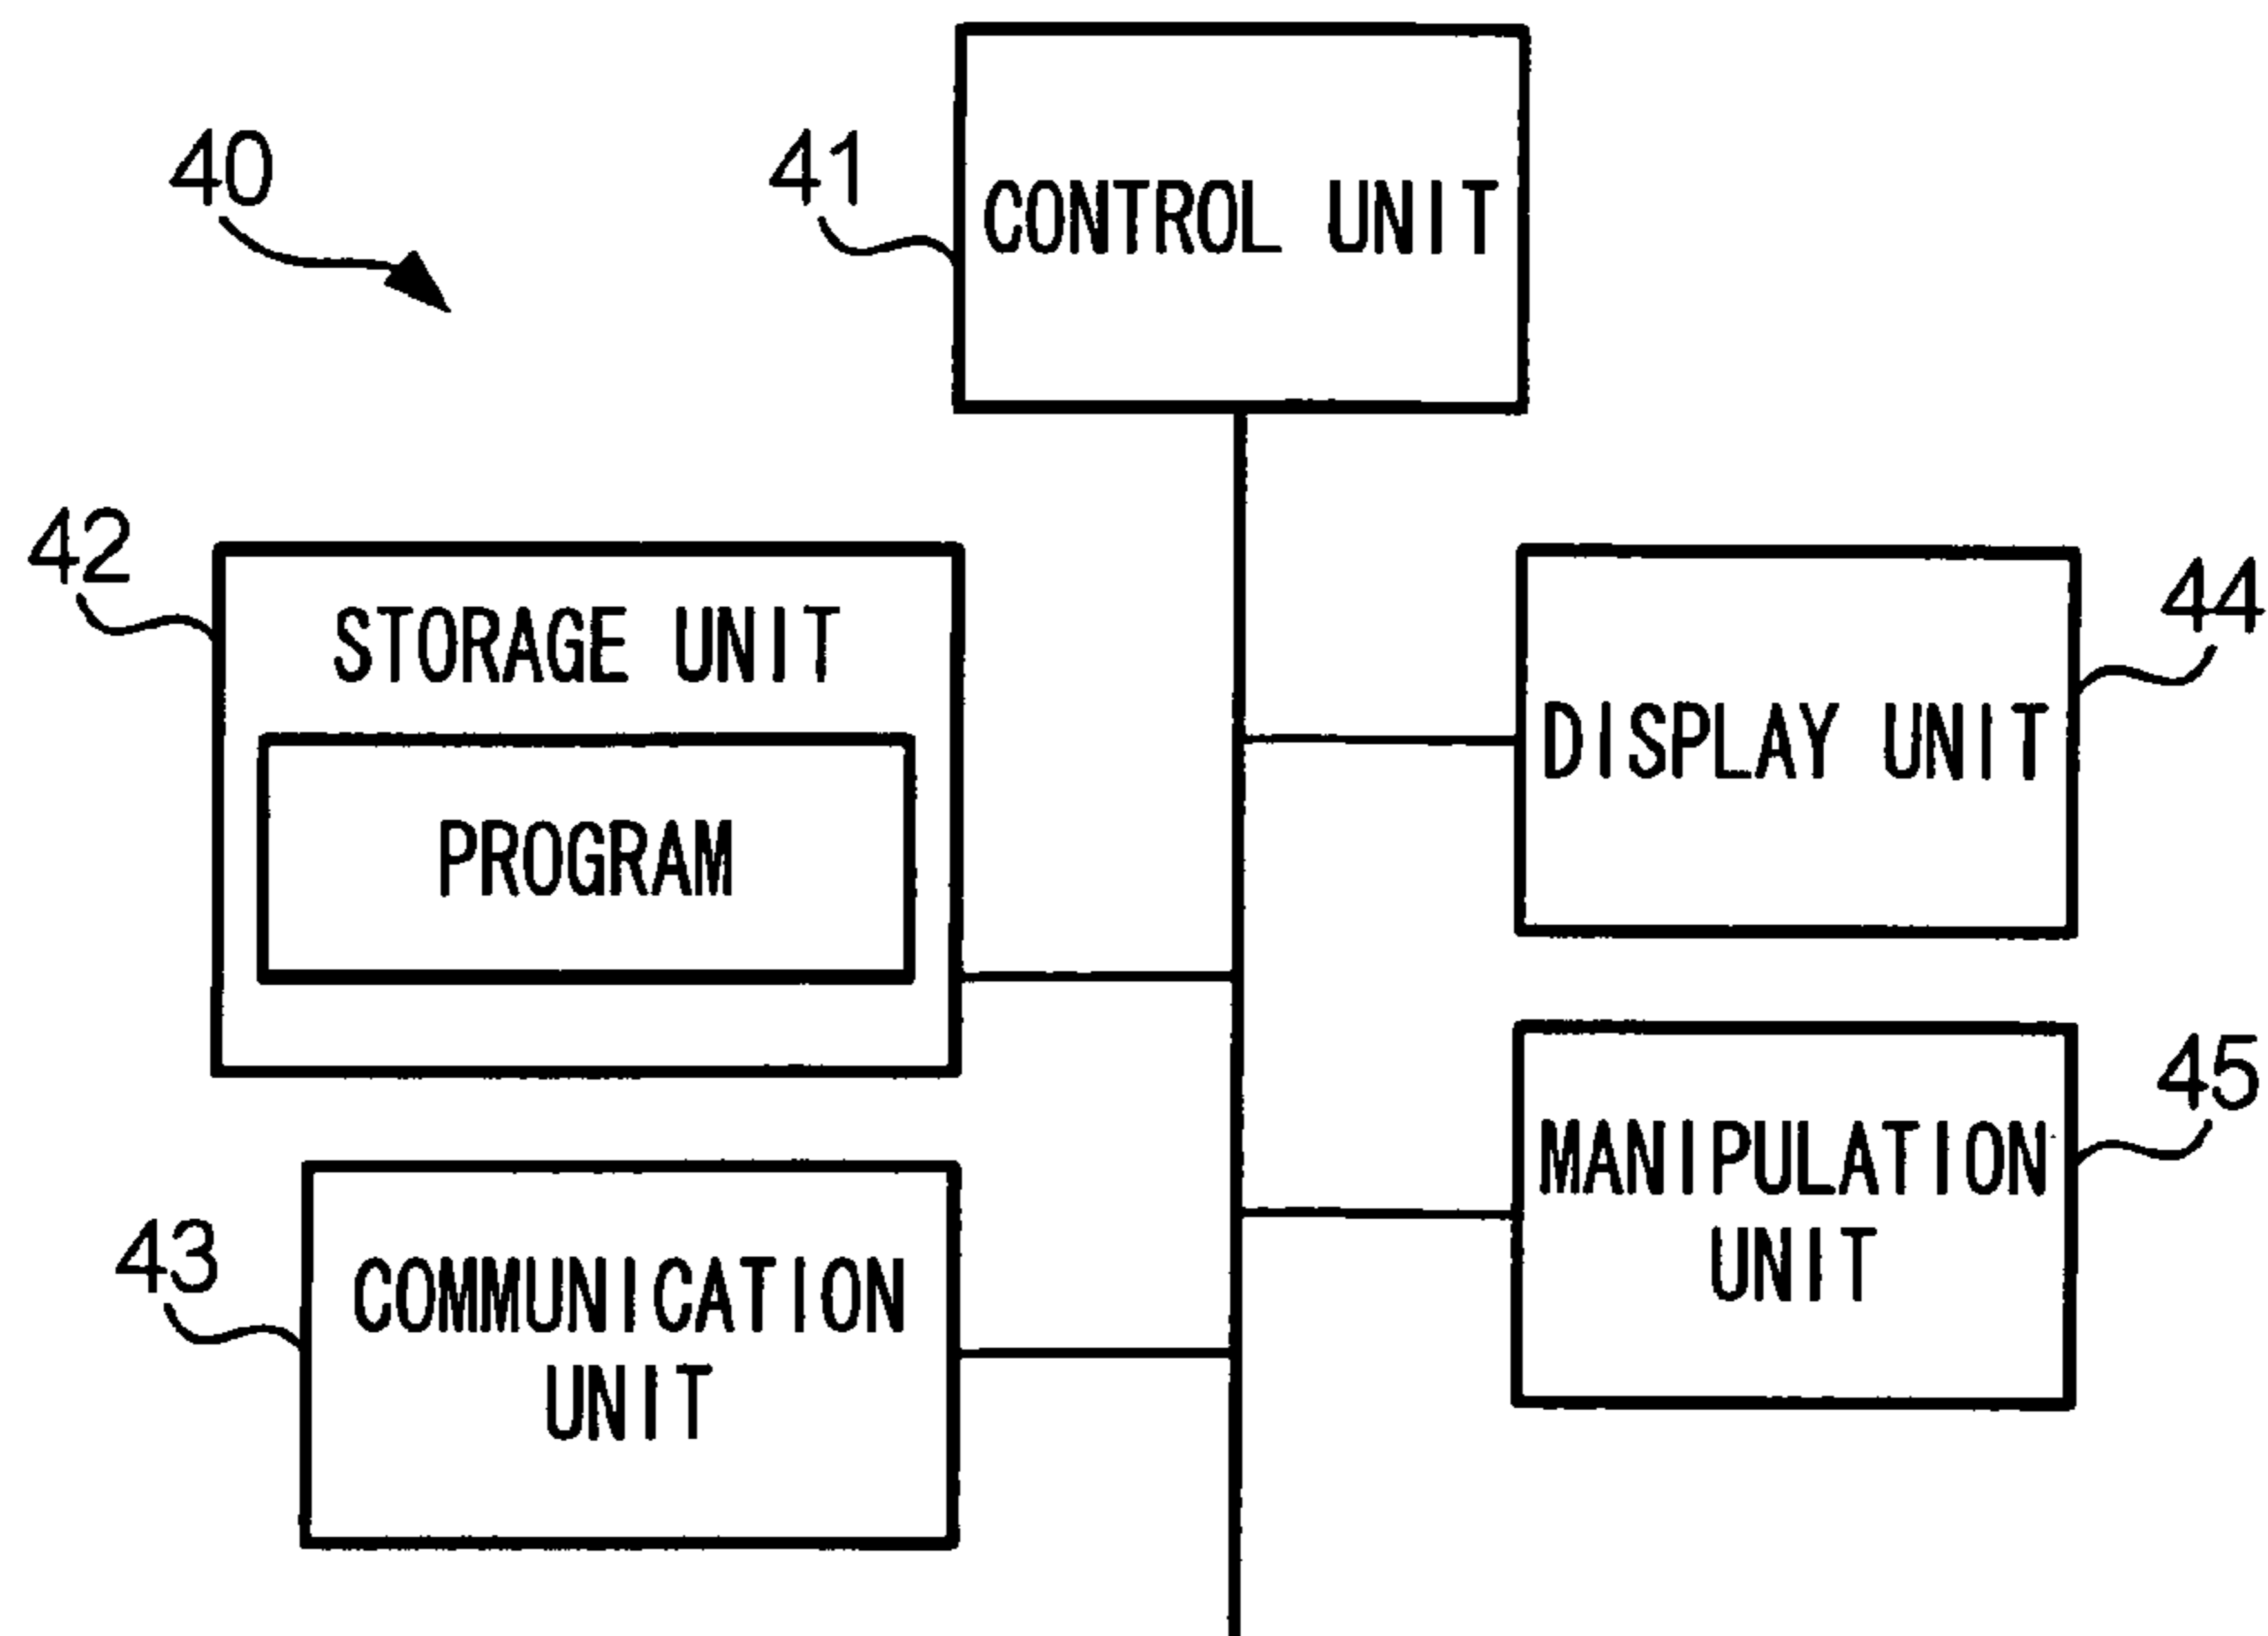 40
41
CONTROL UNIT
42
STORAGE UNIT
PROGRAM
44
DISPLAY UNIT
43
COMMUNICATION
UNIT
45
MANIPULATION
UNIT